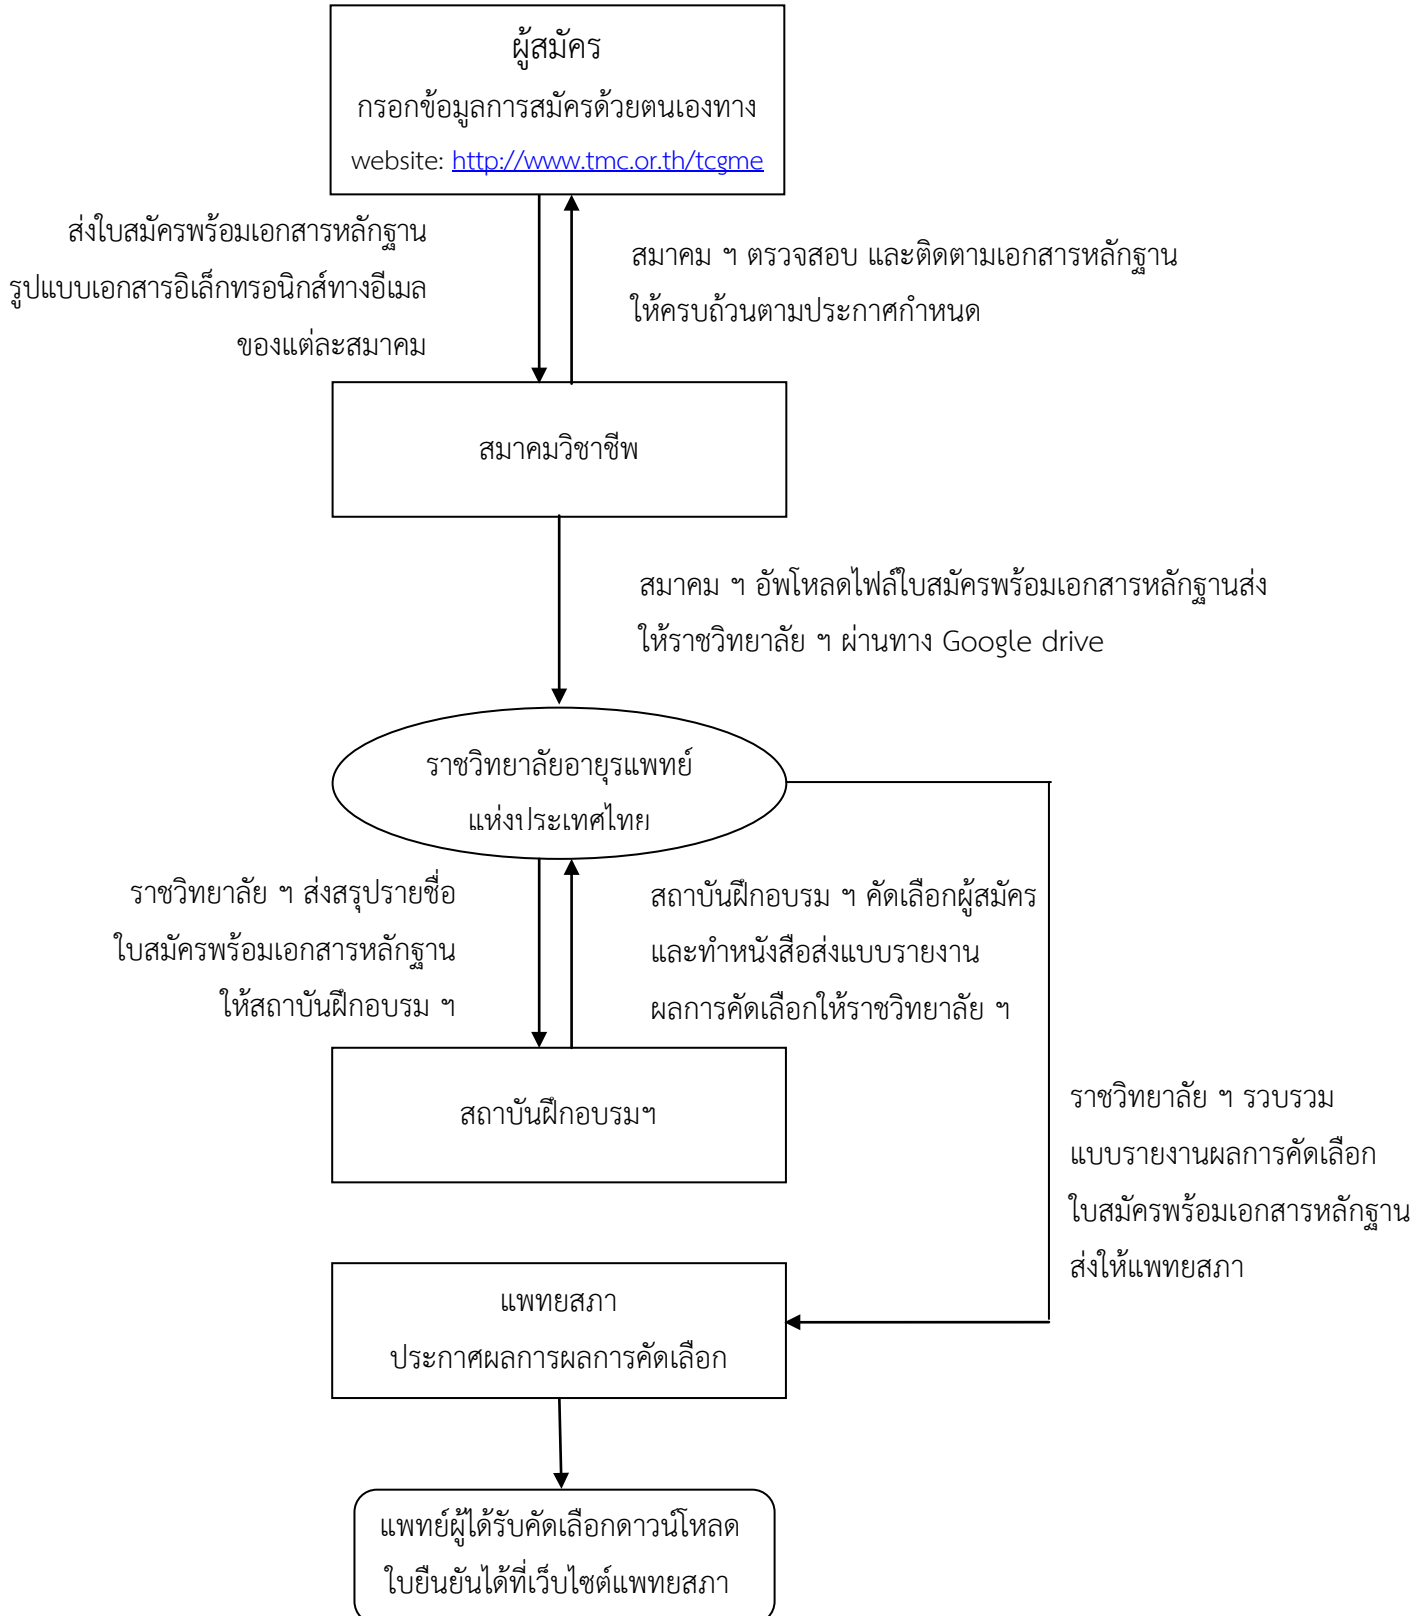 ผู้สมัคร
กรอกข้อมูลการสมัครด้วยตนเองทาง
website: http://www.tmc.or.th/tcgme
ส่งใบสมัครพร้อมเอกสารหลักฐาน
รูปแบบเอกสารอิเล็กทรอนิกส์ทางอีเมล
ของแต่ละสมาคม
สมาคม ฯ ตรวจสอบ และติดตามเอกสารหลักฐาน
ให้ครบถ้วนตามประกาศกำหนด
สมาคมวิชาชีพ
สมาคม ฯ อัพโหลดไฟล์ใบสมัครพร้อมเอกสารหลักฐานส่ง
ให้ราชวิทยาลัย ฯ ผ่านทาง Google drive
ราชวิทยาลัยอายุรแพทย์
แห่งประเทศไทย
ราชวิทยาลัย ฯ ส่งสรุปรายชื่อ
ใบสมัครพร้อมเอกสารหลักฐาน
ให้สถาบันฝึกอบรม ฯ
สถาบันฝึกอบรม ฯ คัดเลือกผู้สมัคร
และทำหนังสือส่งแบบรายงาน
ผลการคัดเลือกให้ราชวิทยาลัย ฯ
สถาบันฝึกอบรมฯ
ราชวิทยาลัย ฯ รวบรวม
แบบรายงานผลการคัดเลือก
ใบสมัครพร้อมเอกสารหลักฐาน
ส่งให้แพทยสภา
แพทยสภา
ประกาศผลการผลการคัดเลือก
แพทย์ผู้ได้รับคัดเลือกดาวน์โหลด
ใบยืนยันได้ที่เว็บไซต์แพทยสภา